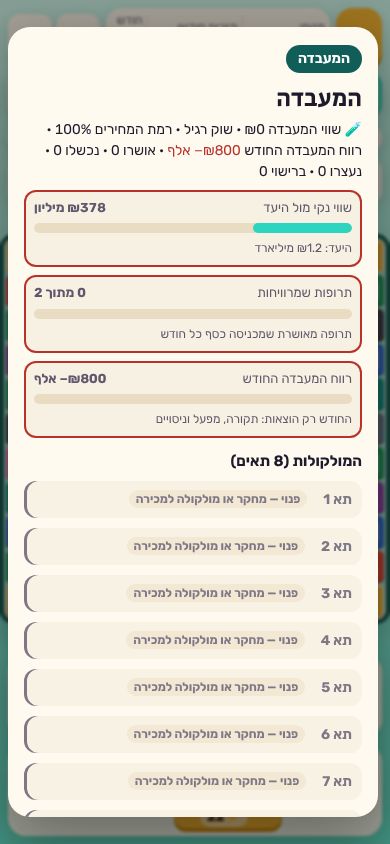 המעבדה
המעבדה
🧪 שווי המעבדה ₪0 • שוק רגיל • רמת המחירים 100% •
רווח המעבדה החודש ₪800− אלף • אושרו 0 • נכשלו 0 •
נעצרו 0 • ברישוי 0
שווי נקי מול היעד ₪378 מיליון
היעד: ₪1.2 מיליארד
תרופות שמרוויחות 0 מתוך 2
תרופה מאושרת שמכניסה כסף כל חודש
רווח המעבדה החודש ₪800− אלף
החודש רק הוצאות: תקורה, מפעל וניסויים
המולקולות (8 תאים)
תא 1 פנוי – מחקר או מולקולה למכירה
תא 2 פנוי – מחקר או מולקולה למכירה
תא 3 פנוי – מחקר או מולקולה למכירה
תא 4 פנוי – מחקר או מולקולה למכירה
תא 5 פנוי – מחקר או מולקולה למכירה
תא 6 פנוי – מחקר או מולקולה למכירה
תא 7 פנוי – מחקר או מולקולה למכירה